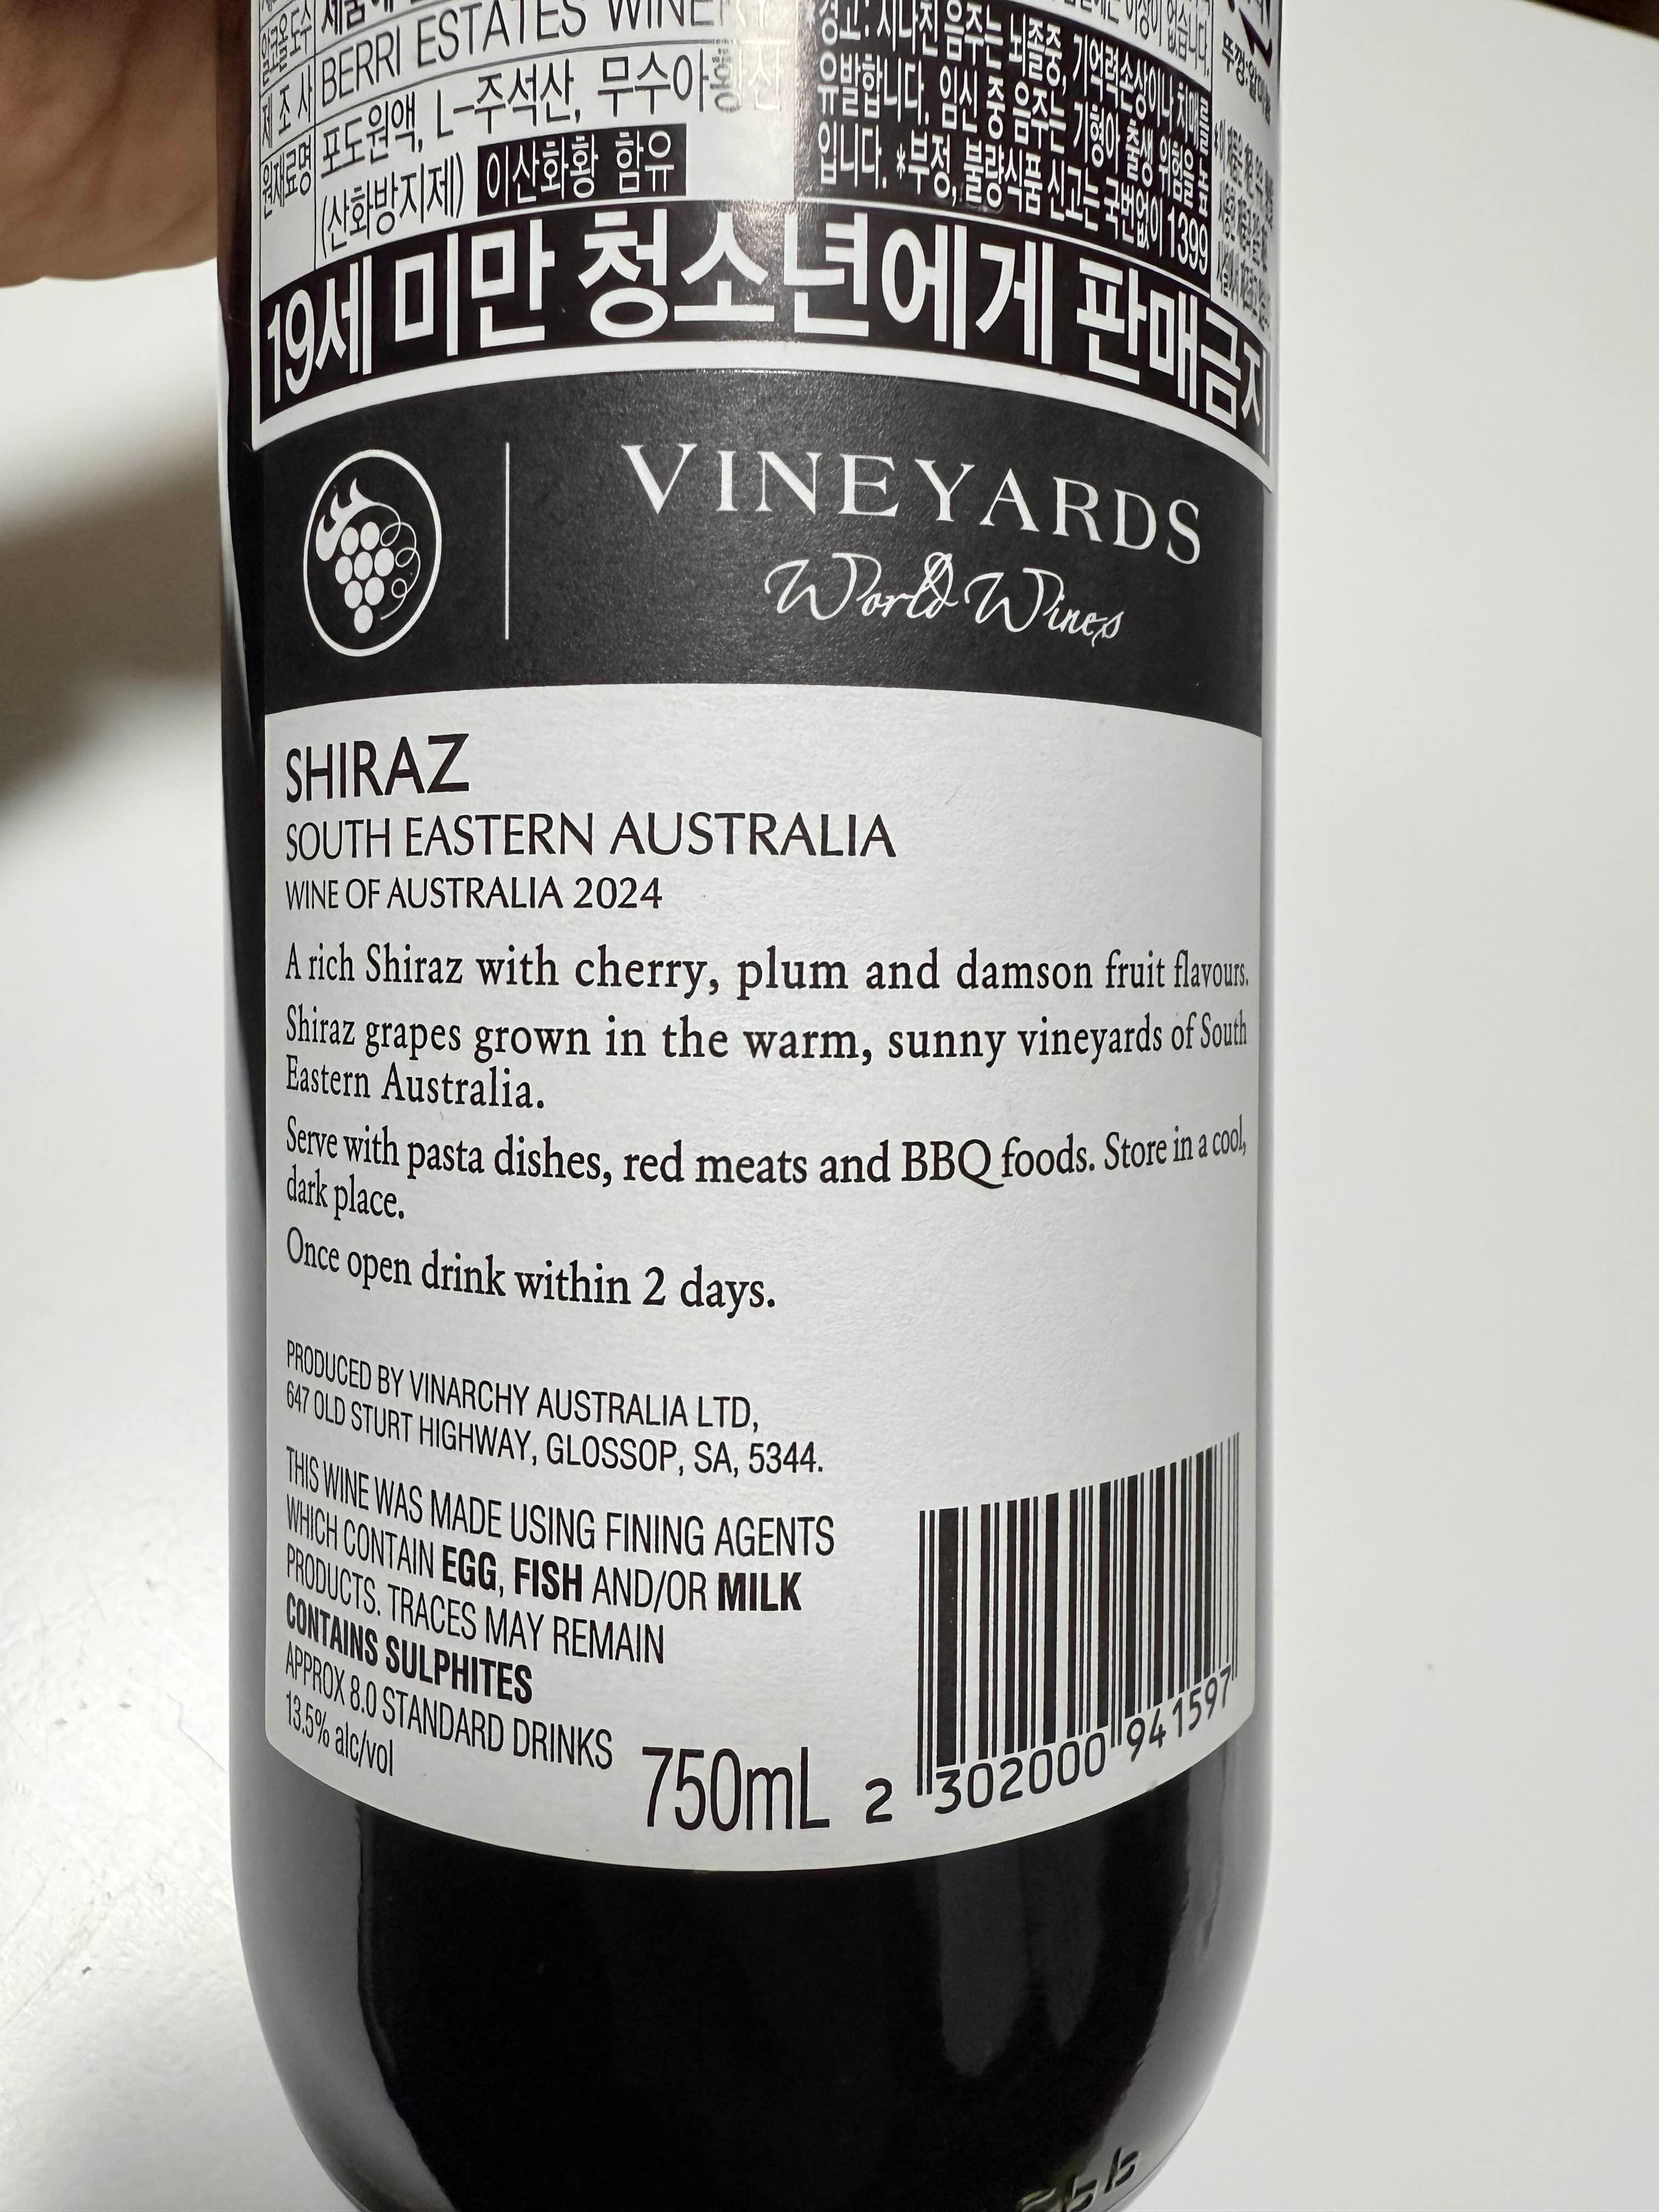 제 조 사 BERRI ESTATES
원재료명 포도원액, L-주석산, 무수아황산
(산화방지제) 이산화황 함유
경고: 지나친 음주는 뇌졸중, 기억력손상이나 치매를
유발합니다. 임신 중 음주는 기형아 출생 위험을
입니다. *부정, 불량식품 신고는 국번없이 1399
19세 미만 청소년에게 판매금지
VINEYARDS
World Wines
SHIRAZ
SOUTH EASTERN AUSTRALIA
WINE OF AUSTRALIA 2024
A rich Shiraz with cherry, plum and damson fruit flavours.
Shiraz grapes grown in the warm, sunny vineyards of South
Eastern Australia.
Serve with pasta dishes, red meats and BBQ foods. Store in a cool,
dark place.
Once open drink within 2 days.
PRODUCED BY VINARCHY AUSTRALIA LTD,
647 OLD STURT HIGHWAY, GLOSSOP, SA, 5344.
THIS WINE WAS MADE USING FINING AGENTS
WHICH CONTAIN EGG, FISH AND/OR MILK
PRODUCTS. TRACES MAY REMAIN
CONTAINS SULPHITES
APPROX 8.0 STANDARD DRINKS
13.5% alc/vol
750mL
2 302000 941597